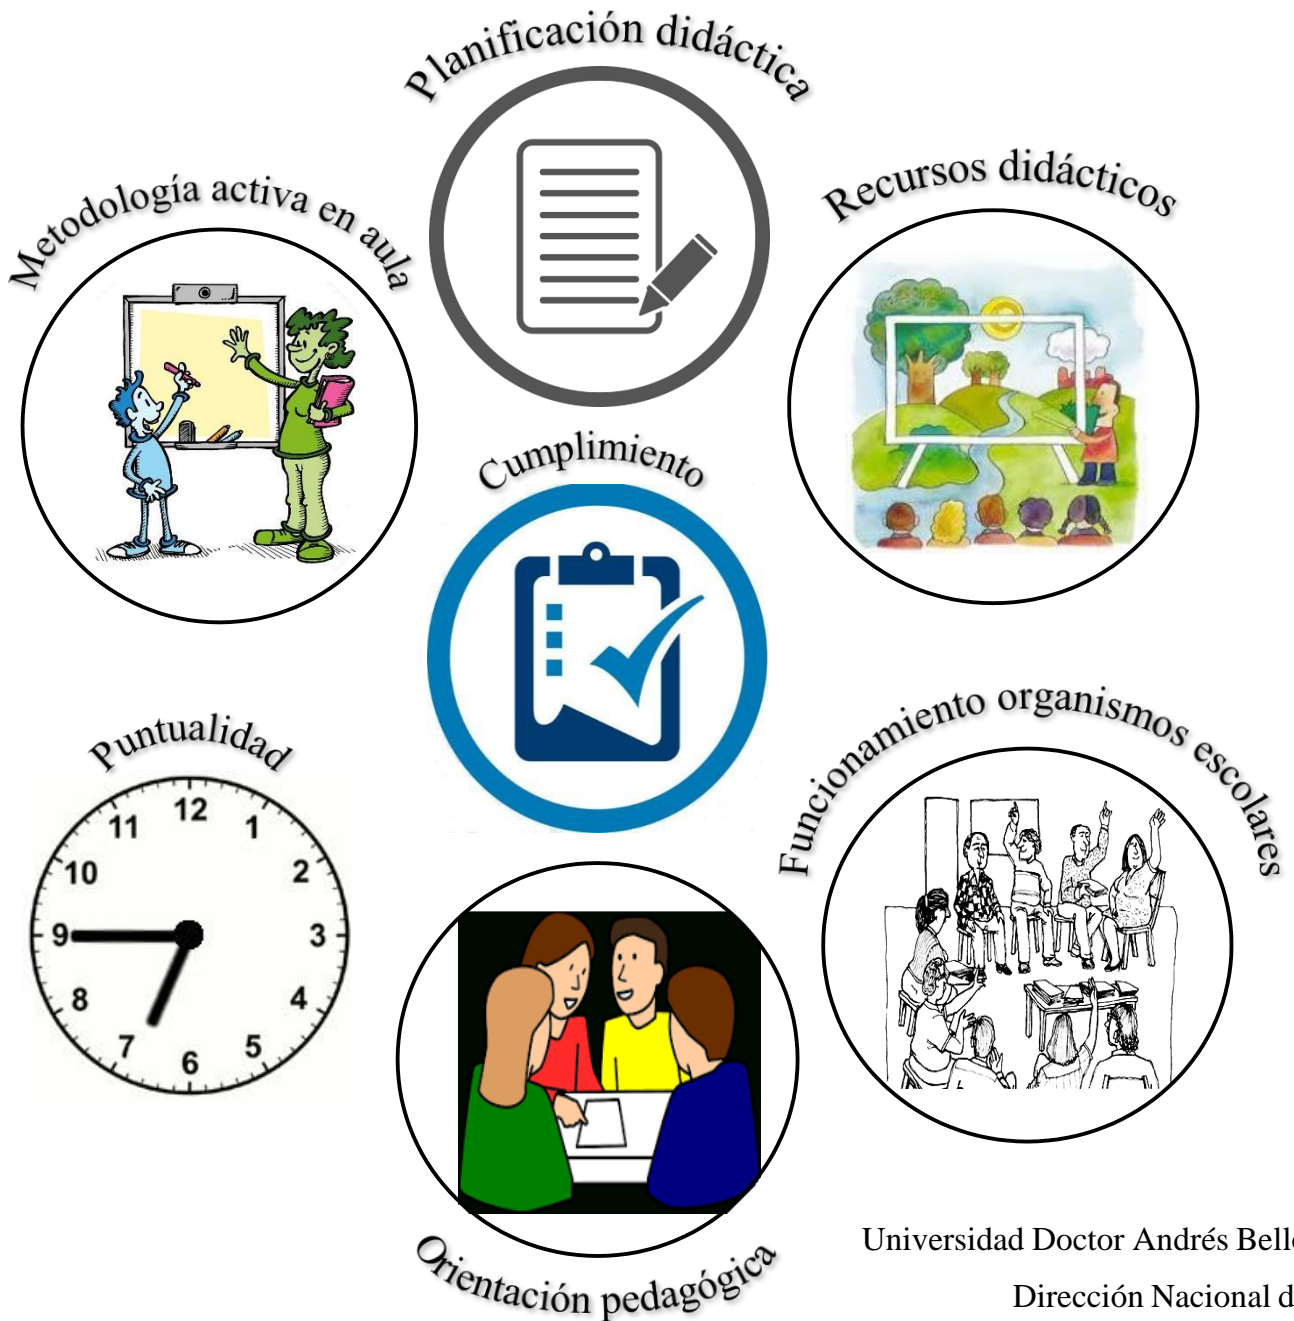 Planificación didáctica
Metodología activa en aula
Recursos didácticos
Cumplimiento
Puntualidad
12
11
1
10
2
9
3
8
4
7
5
6
Funcionamiento organismos escolares
Orientación pedagógica
Universidad Doctor Andrés Bello
Dirección Nacional d